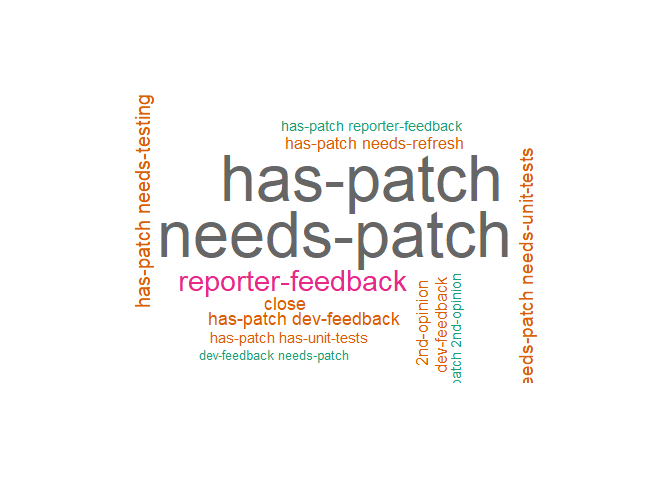 has-patch needs-testing
has-patch reporter-feedback
has-patch needs-refresh
has-patch
needs-patch
reporter-feedback
close
has-patch dev-feedback
has-patch has-unit-tests
dev-feedback needs-patch
2nd-opinion
dev-feedback
patch 2nd-opinion
eeds-patch needs-unit-tests